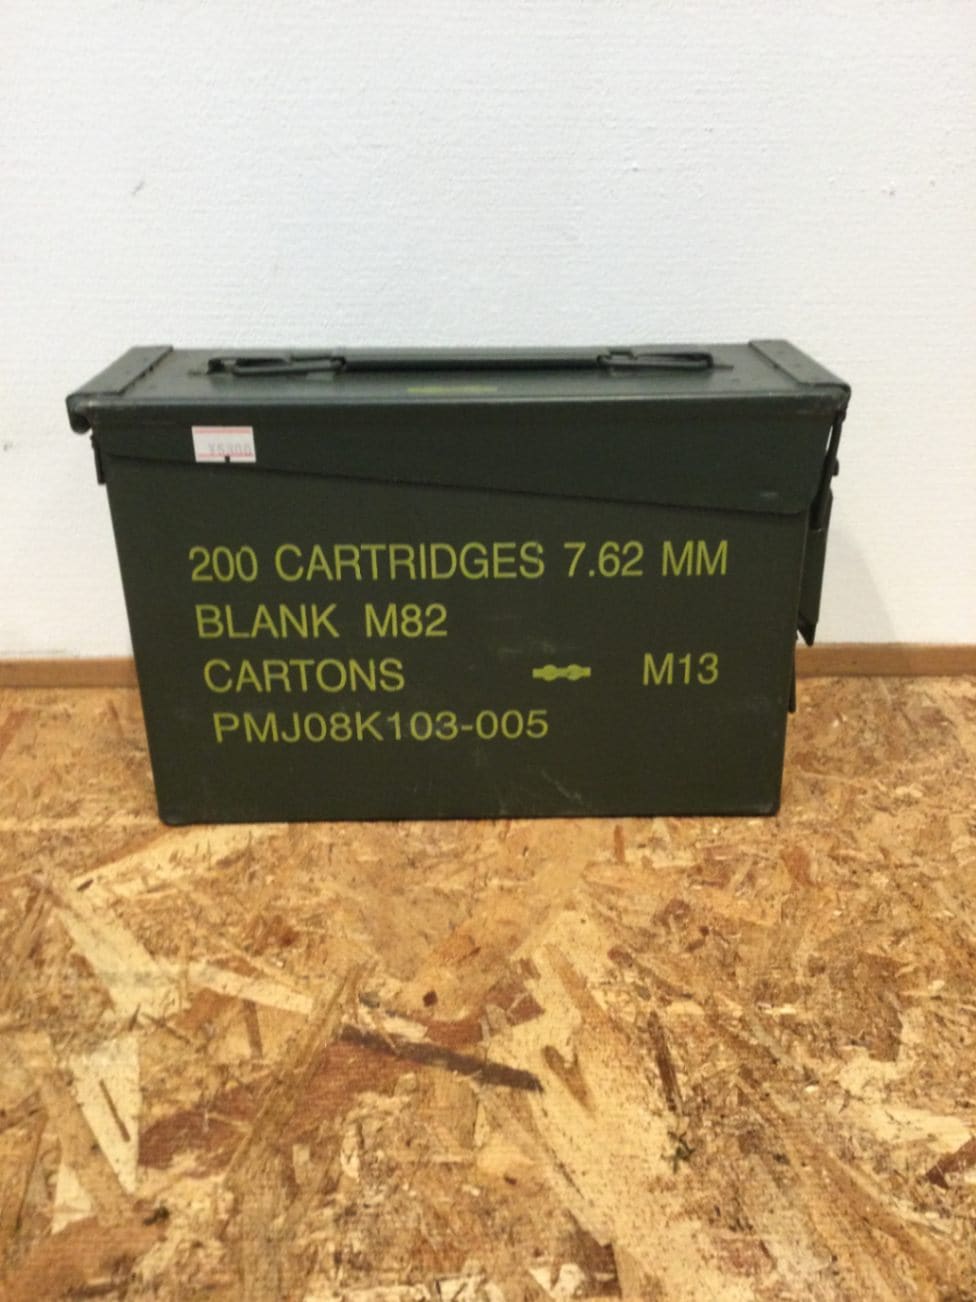 200 CARTRIDGES 7.62 MM
BLANK M82
CARTONS M13
PMJ08K103-005